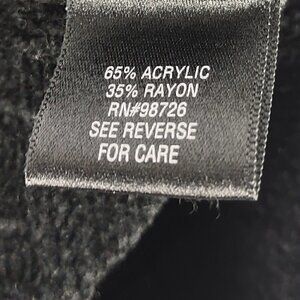 65% ACRYLIC
35% RAYON
RN#98726
SEE REVERSE
FOR CARE